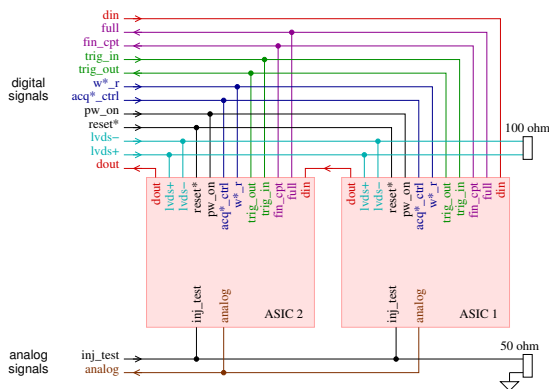 din
full
fin_cpt
trig_in
trig_out
w*_r
acq*_ctrl
pw_on
reset*
lvds−
lvds+
dout
digital
signals
100 ohm
dout
lvds+
lvds−
reset*
pw_on
acq*_ctrl
w*_r
trig_out
trig_in
fin_cpt
full
din
dout
lvds+
lvds−
reset*
pw_on
acq*_ctrl
w*_r
trig_out
trig_in
fin_cpt
full
din
inj_test
analog
ASIC 2
inj_test
analog
ASIC 1
analog
signals
inj_test
analog
50 ohm